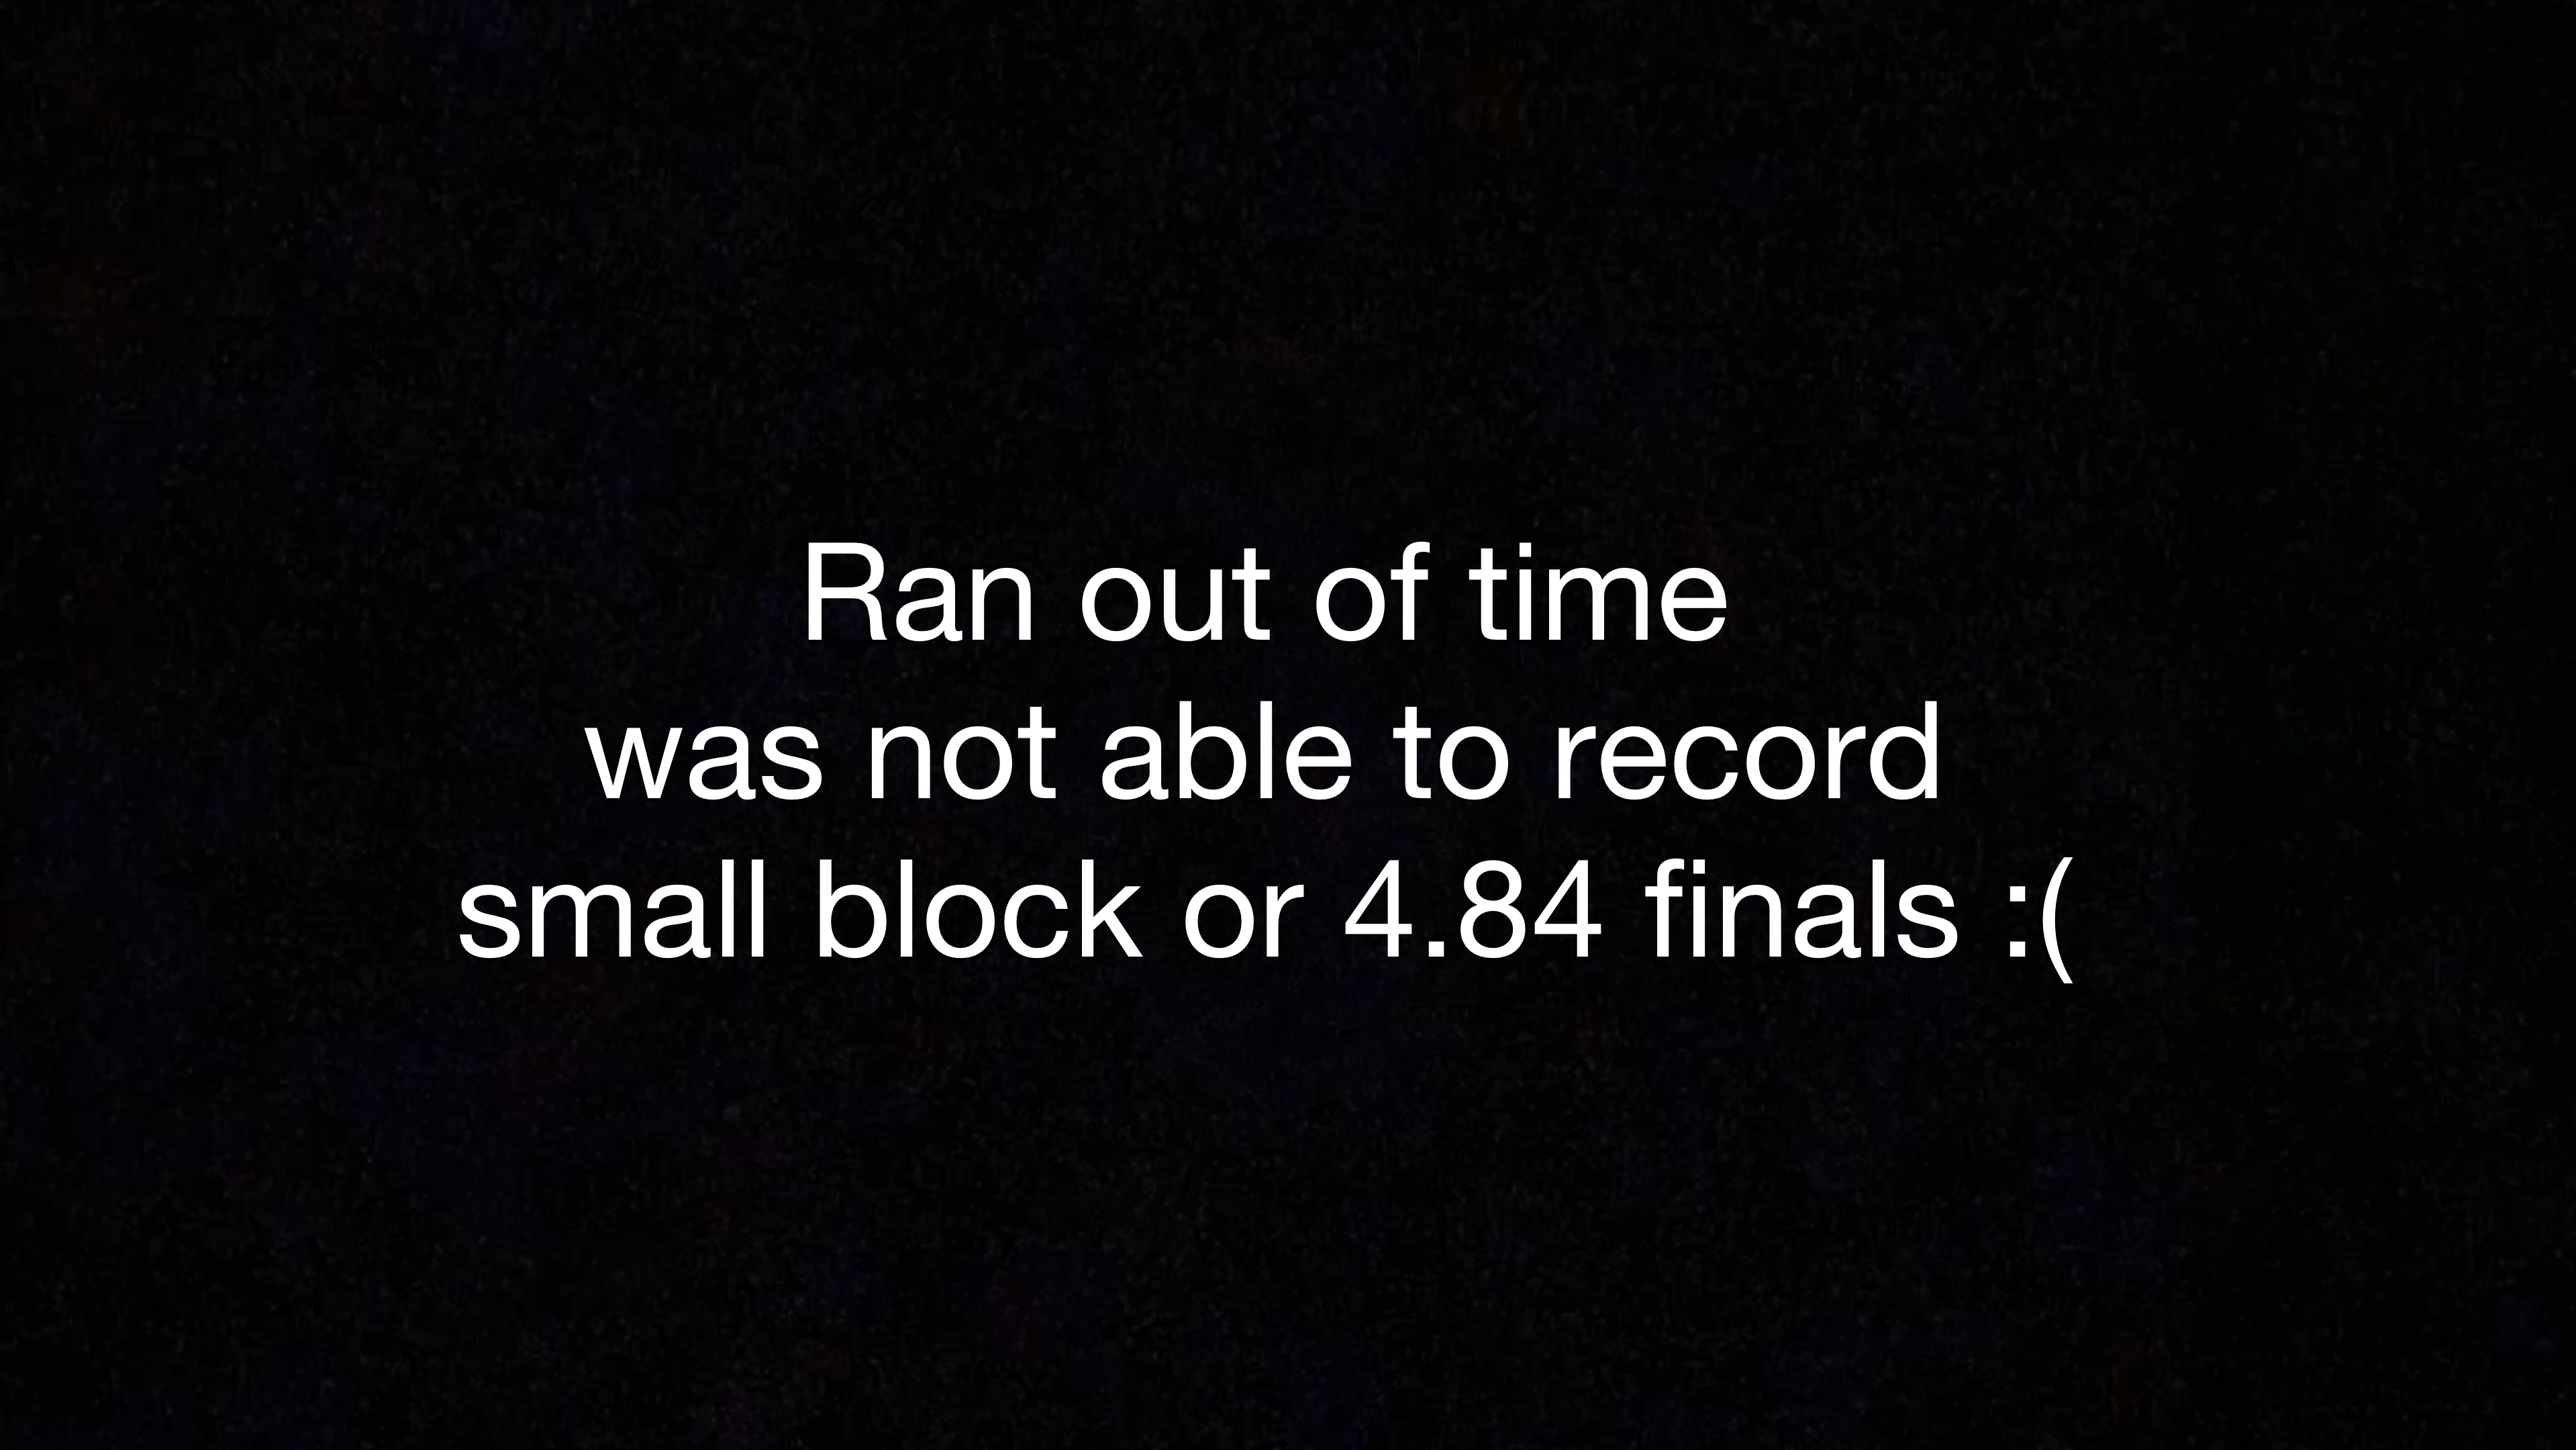 Ran out of time
was not able to record
small block or 4.84 finals :(